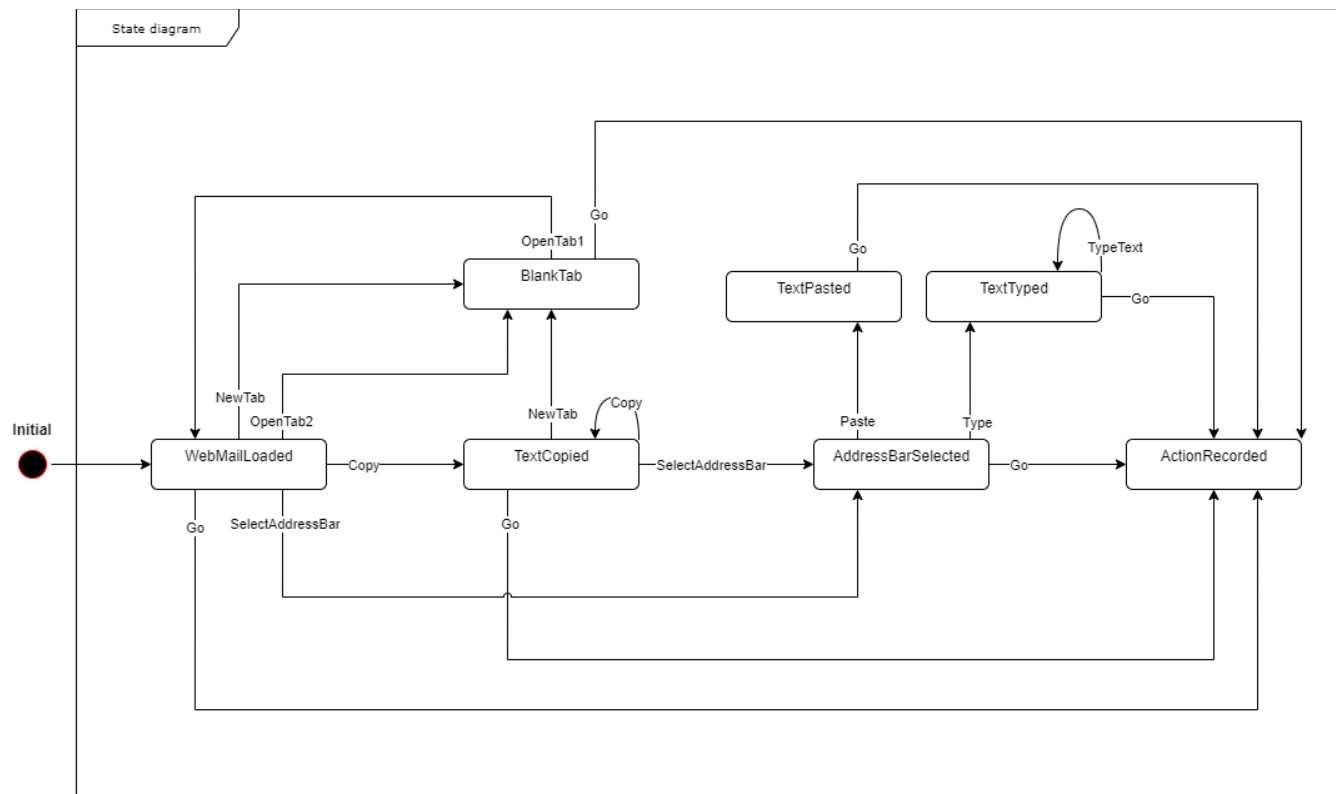 State diagram
Go
OpenTab1
Go
TypeText
BlankTab
TextPasted
TextTyped
Go
NewTab
OpenTab2
NewTab
Copy
Paste
Type
Initial
WebMailLoaded
Copy
TextCopied
SelectAddressBar
AddressBarSelected
Go
ActionRecorded
Go
SelectAddressBar
Go